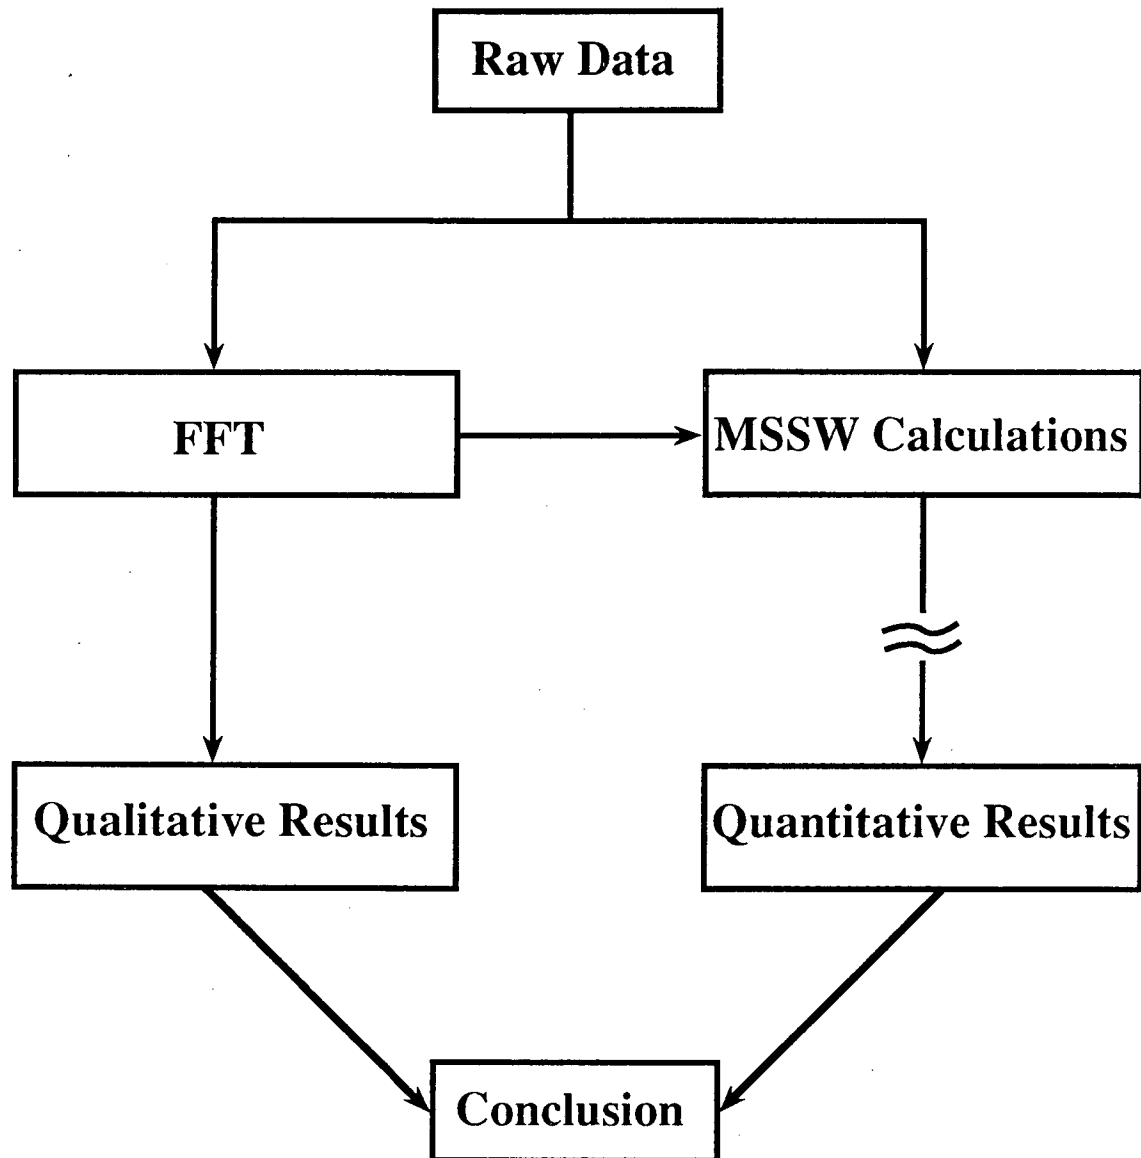 Raw Data
FFT
MSSW Calculations
Qualitative Results
Quantitative Results
Conclusion